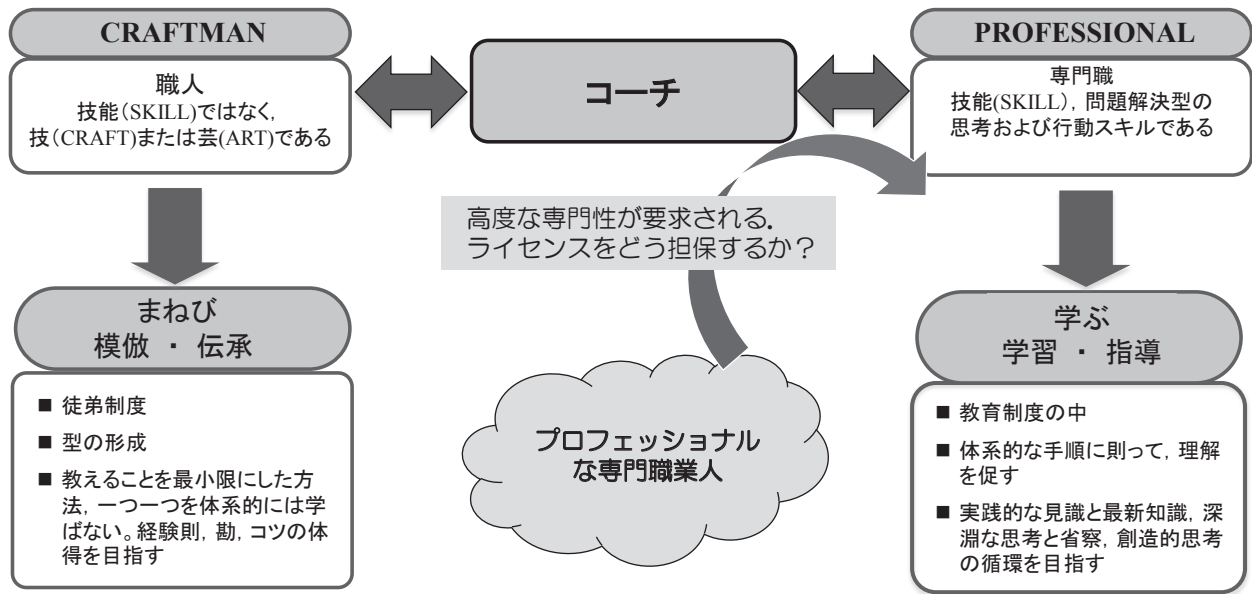 CRAFTMAN
職人
技能(SKILL)ではなく,
技(CRAFT)または芸(ART)である
まねび
模倣 ・ 伝承
■ 徒弟制度
■ 型の形成
■ 教えることを最小限にした方
法, 一つ一つを体系的には学
ばない。経験則, 勘, コツの体
得を目指す
コーチ
高度な専門性が要求される.
ライセンスをどう担保するか？
プロフェッショナル
な専門職業人
PROFESSIONAL
専門職
技能(SKILL), 問題解決型の
思考および行動スキルである
学ぶ
学習 ・ 指導
■ 教育制度の中
■ 体系的な手順に則って, 理解
を促す
■ 実践的な見識と最新知識, 深
淵な思考と省察, 創造的思考
の循環を目指す